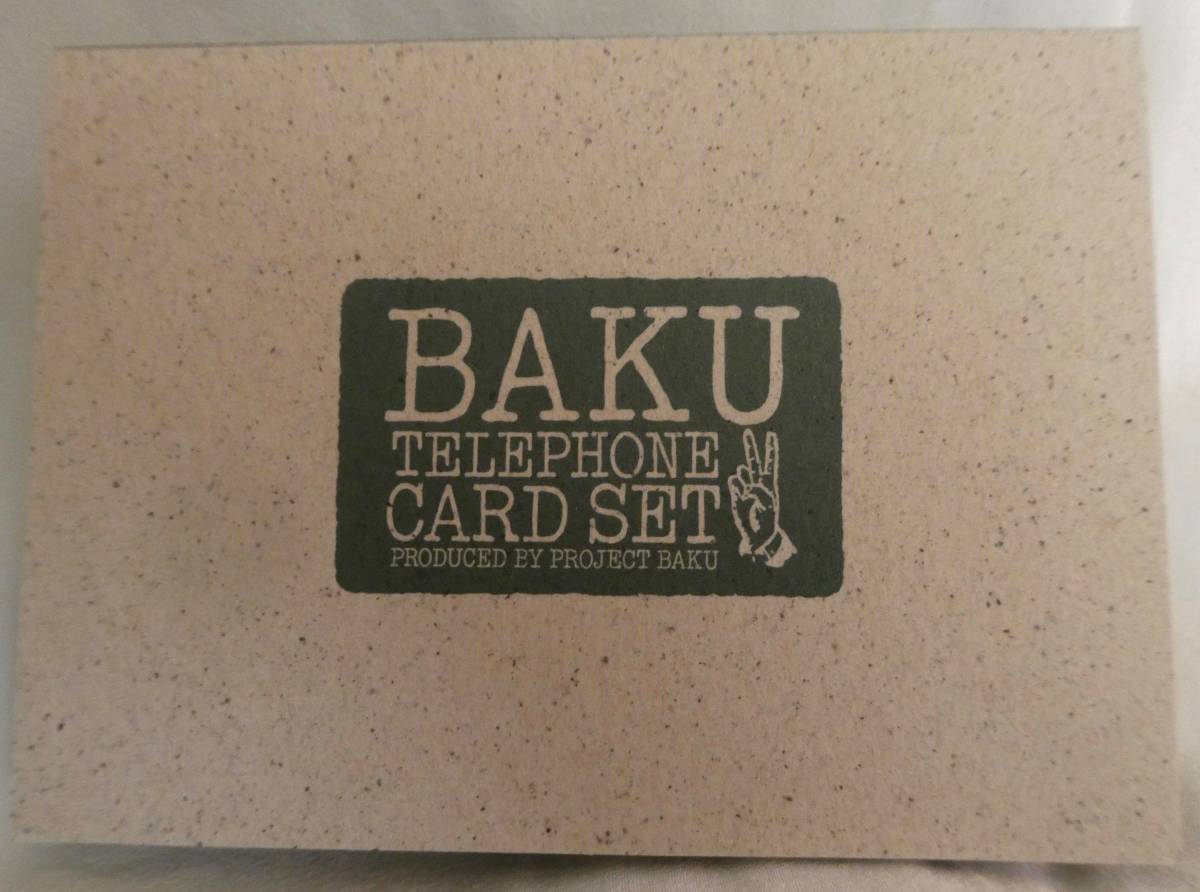 BAKU
TELEPHONE
CARD SET
PRODUCED BY PROJECT BAKU